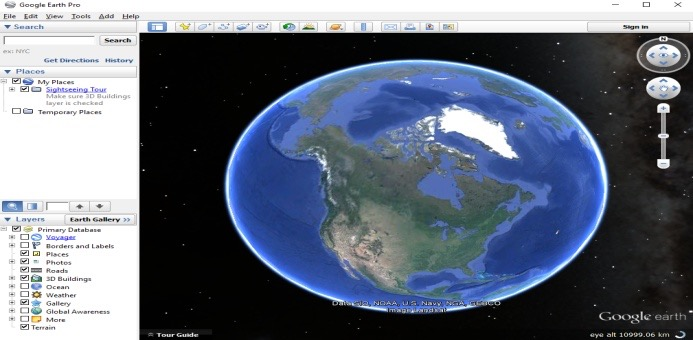 Google Earth Pro
File Edit View Tools Add Help
Search
Search
ex: NYC
Get Directions History
Places
My Places
Sightseeing Tour
Make sure 3D Buildings
layer is checked
Temporary Places
Layers
Earth Gallery >>
Primary Database
Voyager
Borders and Labels
Places
Photos
Roads
3D Buildings
Ocean
Weather
Gallery
Global Awareness
More
Terrain
Sign in
N
Data SIO, NOAA, U.S. Navy, NGA, GEBCO
Image Landsat
Google earth
Tour Guide
eye alt 10999.06 km